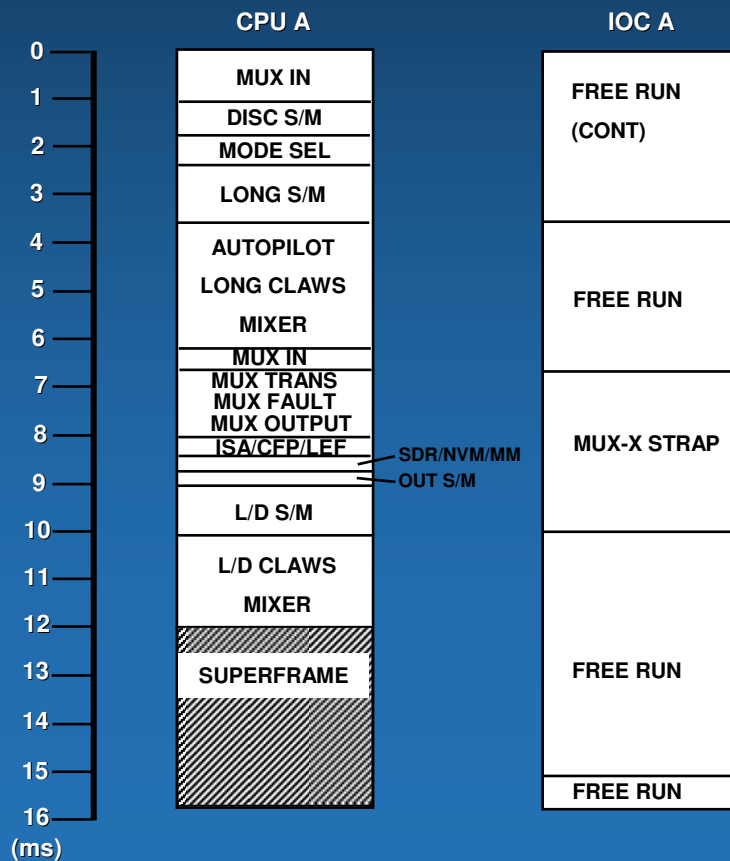 CPU A
IOC A
0
1
2
3
4
5
6
7
8
9
10
11
12
13
14
15
16
(ms)
MUX IN
DISC S/M
MODE SEL
LONG S/M
AUTOPILOT
LONG CLAWS
MIXER
MUX IN
MUX TRANS
MUX FAULT
MUX OUTPUT
ISA/CFP/LEF
SDR/NVM/MM
OUT S/M
L/D S/M
L/D CLAWS
MIXER
SUPERFRAME
FREE RUN
(CONT)
FREE RUN
MUX-X STRAP
FREE RUN
FREE RUN